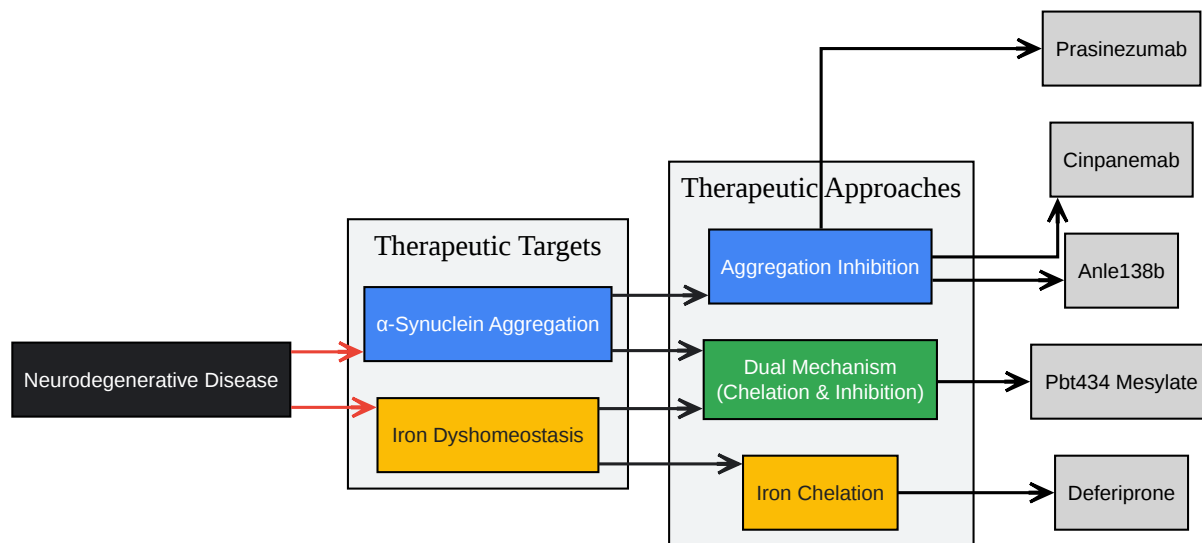 Prasinezumab
Cinpanemab
Therapeutic Approaches
Therapeutic Targets
Aggregation Inhibition
Anle138b
α-Synuclein Aggregation
Neurodegenerative Disease
Dual Mechanism
(Chelation & Inhibition)
Pbt434 Mesylate
Iron Dyshomeostasis
Iron Chelation
Deferiprone